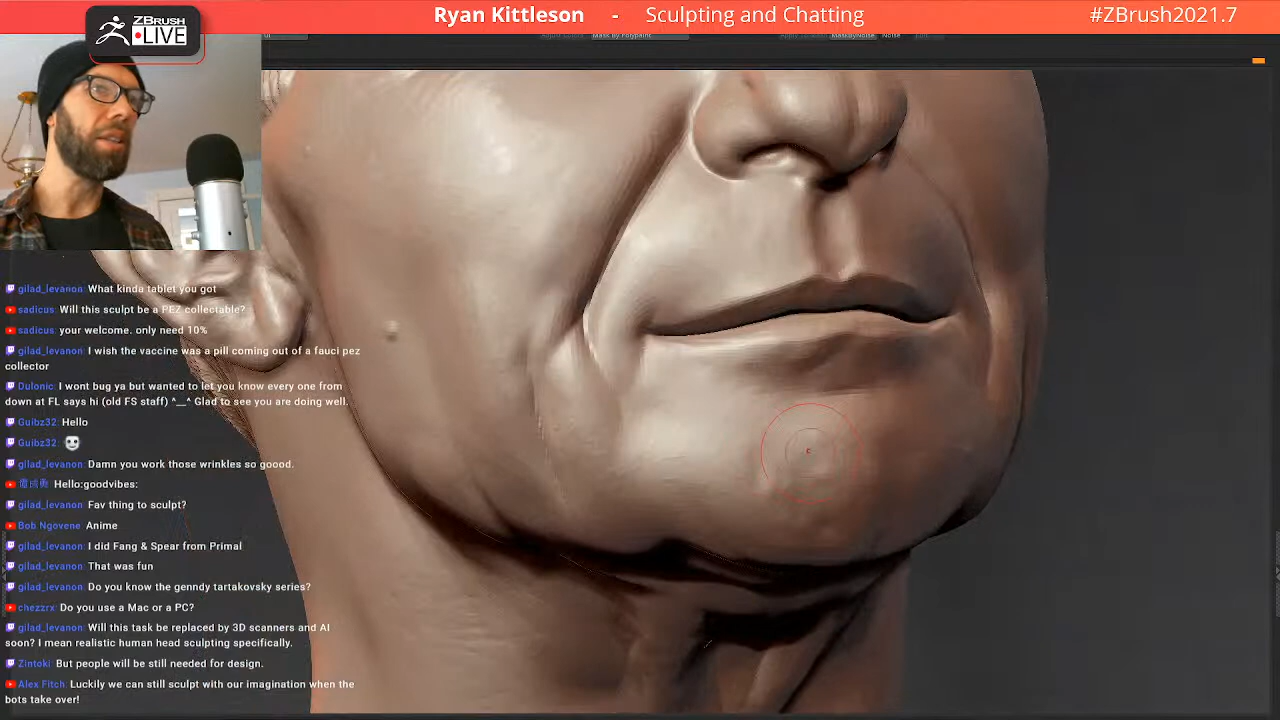 Ryan Kittleson - Sculpting and Chatting #ZBrush2021.7
ZBRUSH
LIVE
Mask By Polypaint
MaskByNoise Noise
gilad_levanon: What kinda tablet you got
sadicus: Will this sculpt be a PEZ collectable?
sadicus: your welcome. only need 10%
gilad_levanon: I wish the vaccine was a pill coming out of a fauci pez
collector
Dulonic: I wont bug ya but wanted to let you know every one from
down at FL says hi (old FS staff) ^__^ Glad to see you are doing well.
Guibz32: Hello
Guibz32:
gilad_levanon: Damn you work those wrinkles so goood.
Hello:goodvibes:
gilad_levanon: Fav thing to sculpt?
Bob Ngovene: Anime
gilad_levanon: I did Fang & Spear from Primal
gilad_levanon: That was fun
gilad_levanon: Do you know the genndy tartakovsky series?
chezzrx: Do you use a Mac or a PC?
gilad_levanon: Will this task be replaced by 3D scanners and AI
soon? I mean realistic human head sculpting specifically.
Zintoki: But people will be still needed for design.
Alex Fitch: Luckily we can still sculpt with our imagination when the
bots take over!